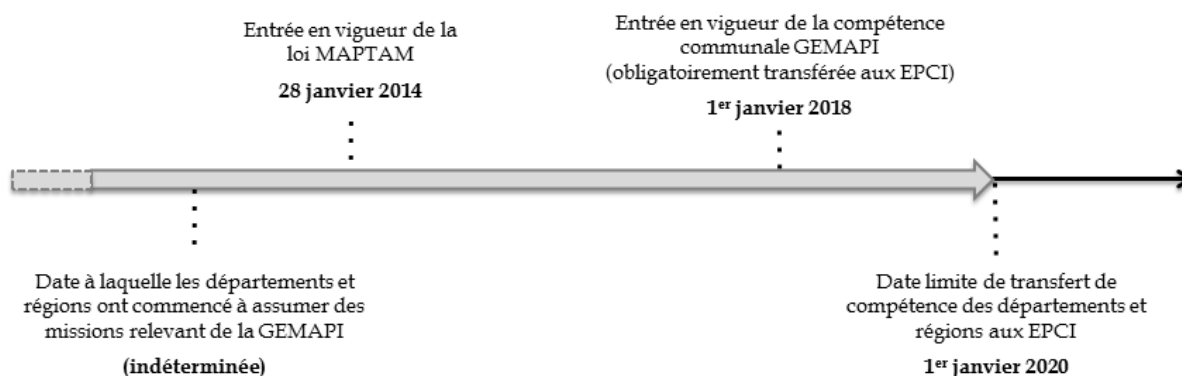 Entrée en vigueur de la
loi MAPTAM
28 janvier 2014
Entrée en vigueur de la compétence
communale GEMAPI
(obligatoirement transférée aux EPCI)
1er janvier 2018
Date à laquelle les départements et
régions ont commencé à assumer des
missions relevant de la GEMAPI
(indéterminée)
Date limite de transfert de
compétence des départements et
régions aux EPCI
1er janvier 2020